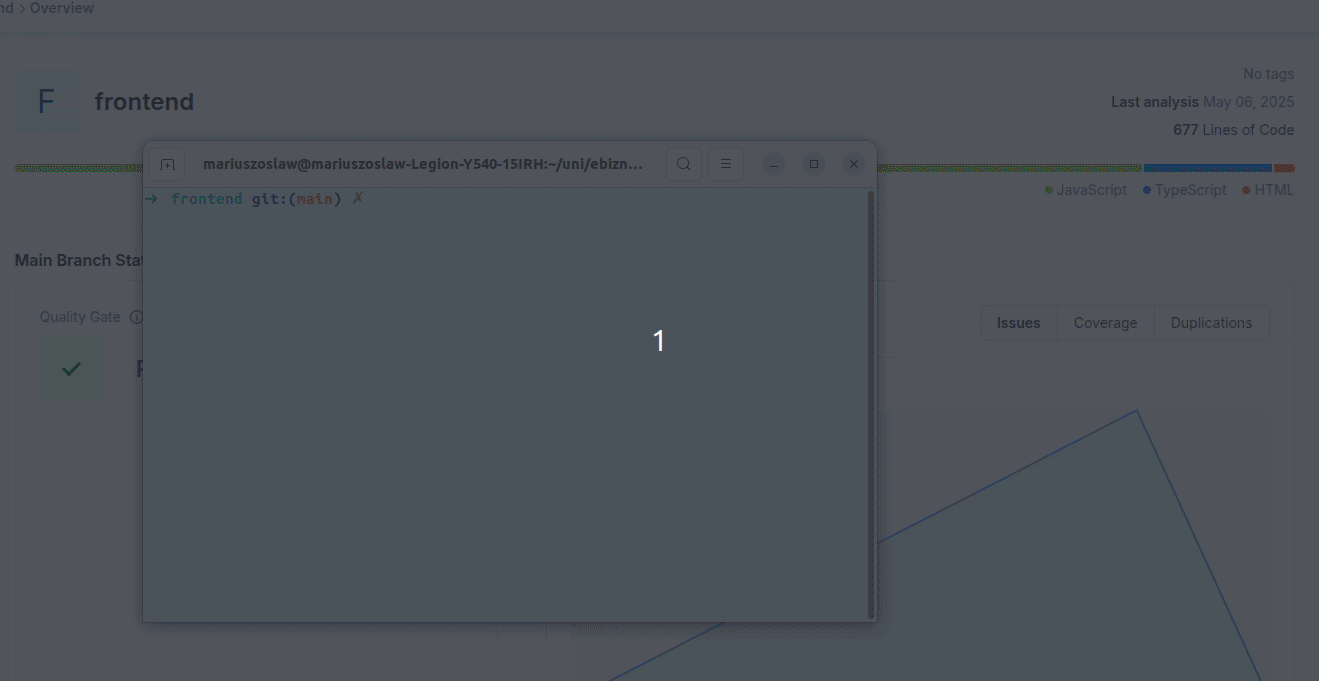 nd > Overview
No tags
F frontend
Last analysis May 06, 2025
677 Lines of Code
mariuszoslaw@mariuszoslaw-Legion-Y540-15IRH:~/uni/ebizn...
JavaScript TypeScript HTML
→ frontend git:(main) ✗
Main Branch Sta
Quality Gate
Issues Coverage Duplications
1